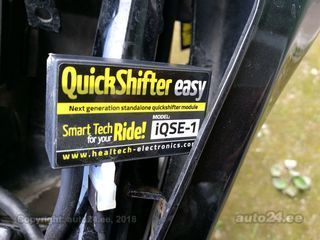 QuickShifter easy
Next generation standalone quickshifter module
Smart Tech for your Ride!
MODEL:
iQSE-1
www.healtech-electronics.com
Copyright auto24.ee, 2018
auto24.ee